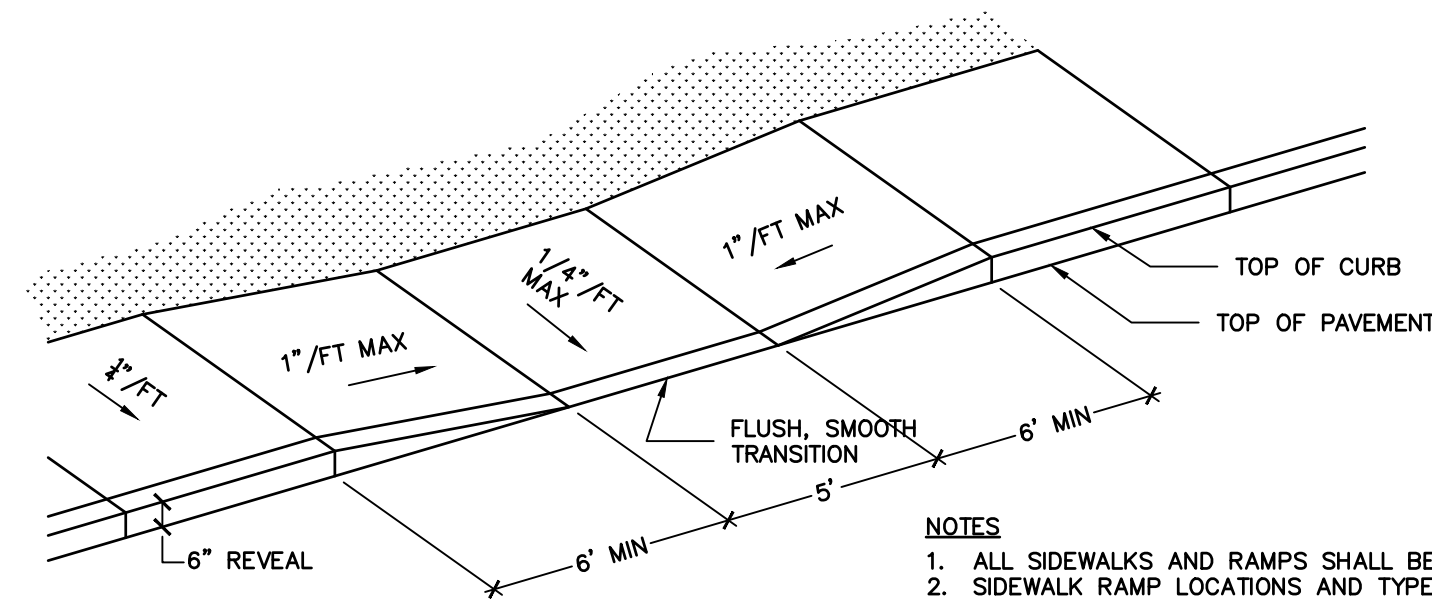 1"/FT MAX
1/4"/FT
MAX
1"/FT MAX
1/4"/FT
TOP OF CURB
TOP OF PAVEMENT
FLUSH, SMOOTH
TRANSITION
6' MIN
5'
6' MIN
6" REVEAL
NOTES
1. ALL SIDEWALKS AND RAMPS SHALL BE
2. SIDEWALK RAMP LOCATIONS AND TYPE